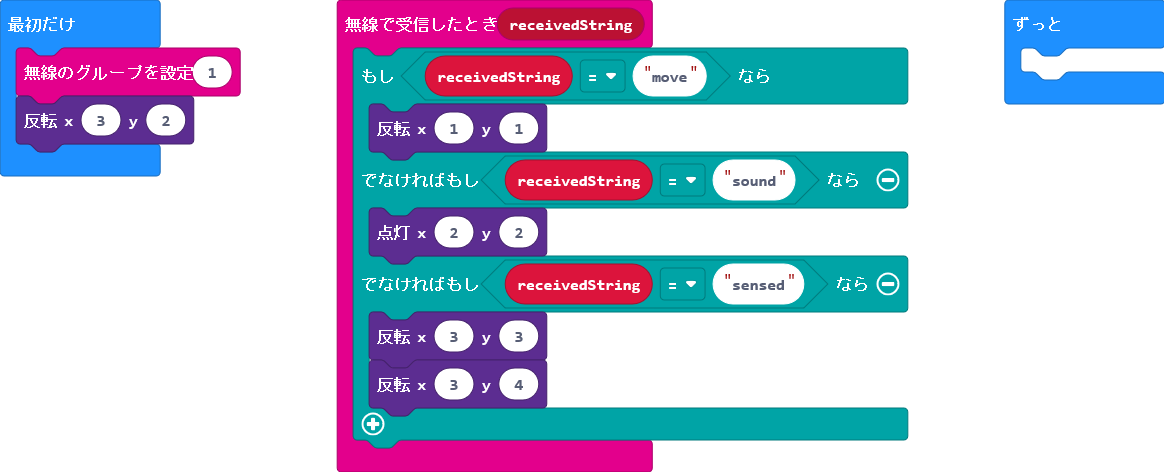 最初だけ
無線のグループを設定 1
反転 x 3 y 2
無線で受信したとき receivedString
もし receivedString = ▼ "move" なら
反転 x 1 y 1
でなければもし receivedString = ▼ "sound" なら
点灯 x 2 y 2
でなければもし receivedString = ▼ "sensed" なら
反転 x 3 y 3
反転 x 3 y 4
ずっと